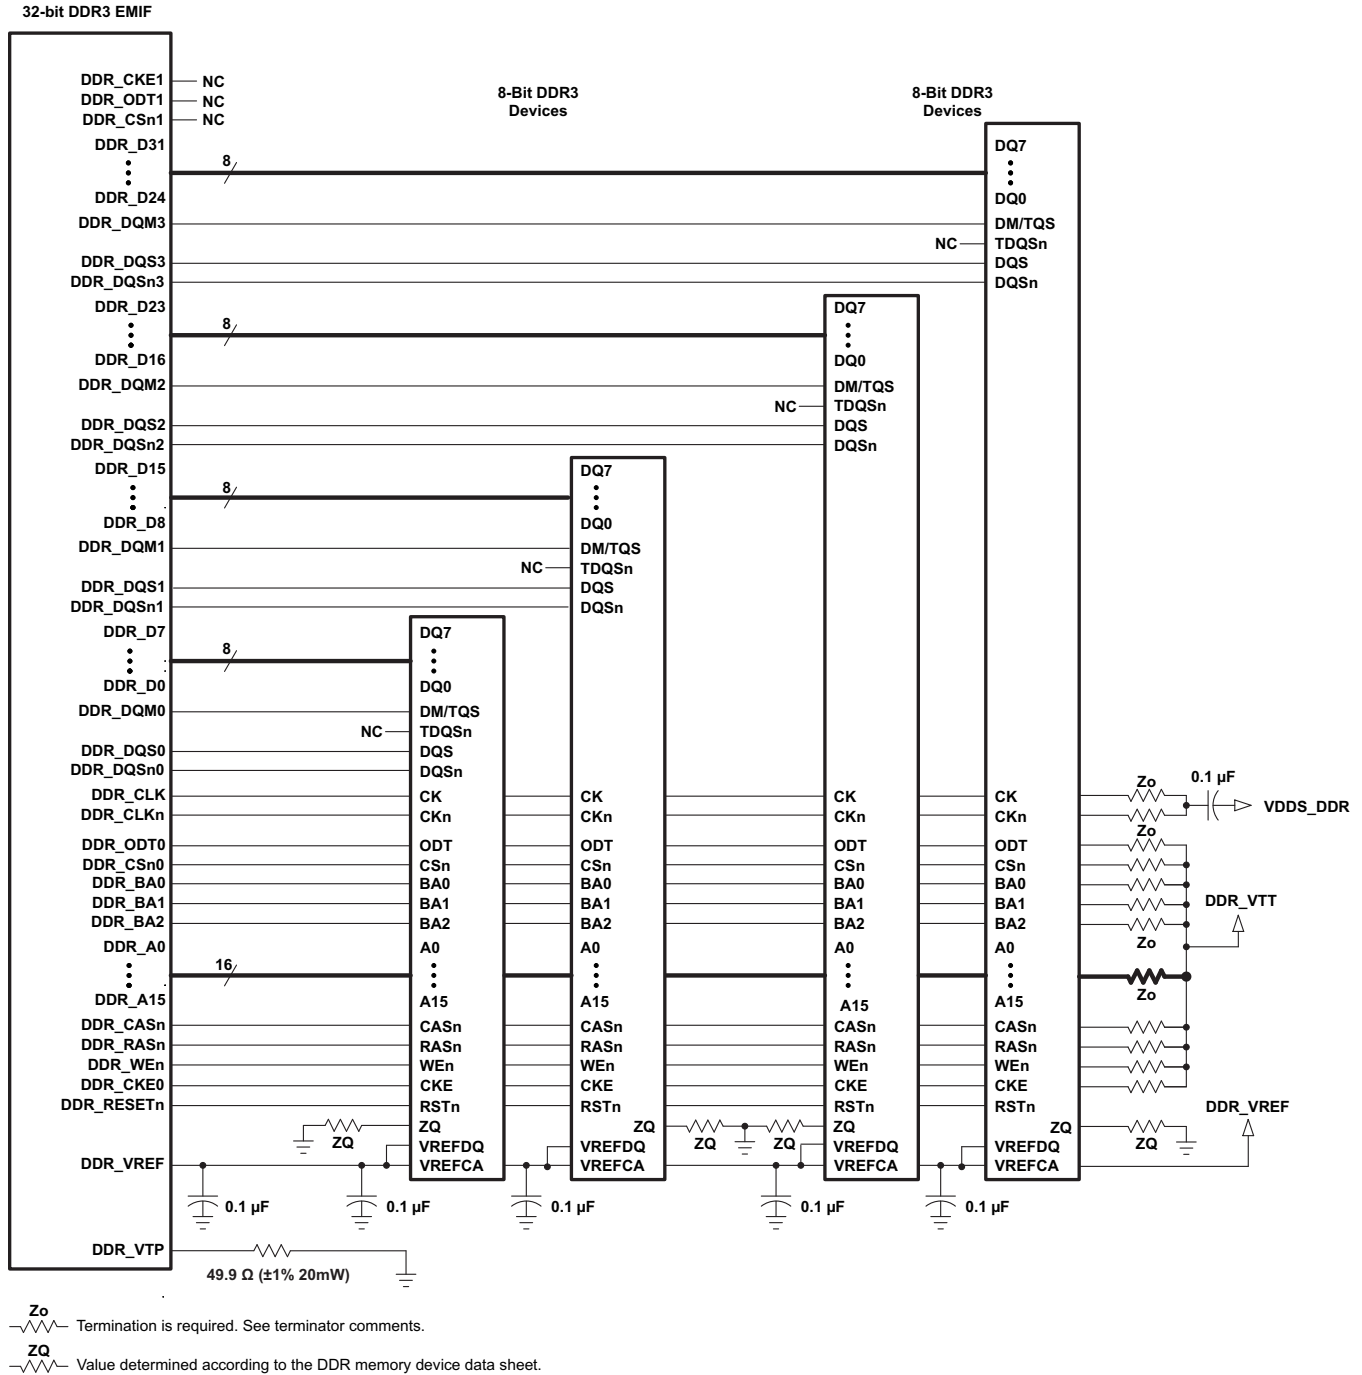 32-bit DDR3 EMIF
DDR_CKE1
NC
8-Bit DDR3
Devices
8-Bit DDR3
Devices
DDR_ODT1
NC
DDR_CSn1
NC
DDR_D31
8
DQ7
DDR_D24
DQ0
DDR_DQM3
DM/TQS
NC
TDQSn
DDR_DQS3
DQS
DDR_DQSn3
DQSn
DDR_D23
8
DQ7
DDR_D16
DQ0
DDR_DQM2
DM/TQS
NC
TDQSn
DDR_DQS2
DQS
DDR_DQSn2
DQSn
DDR_D15
8
DQ7
DDR_D8
DQ0
DDR_DQM1
DM/TQS
NC
TDQSn
DDR_DQS1
DQS
DDR_DQSn1
DQSn
DDR_D7
8
DQ7
DDR_D0
DQ0
DDR_DQM0
DM/TQS
NC
TDQSn
DDR_DQS0
DQS
DDR_DQSn0
DQSn
DDR_CLK
CK
CK
CK
CK
Zo
0.1 µF
VDDS_DDR
DDR_CLKn
CKn
CKn
CKn
CKn
Zo
DDR_ODT0
ODT
ODT
ODT
ODT
DDR_CSn0
CSn
CSn
CSn
CSn
DDR_BA0
BA0
BA0
BA0
BA0
DDR_BA1
BA1
BA1
BA1
BA1
DDR_VTT
DDR_BA2
BA2
BA2
BA2
BA2
Zo
DDR_A0
A0
A0
A0
A0
16
Zo
DDR_A15
A15
A15
A15
A15
DDR_CASn
CASn
CASn
CASn
CASn
DDR_RASn
RASn
RASn
RASn
RASn
DDR_WEn
WEn
WEn
WEn
WEn
DDR_CKE0
CKE
CKE
CKE
CKE
DDR_RESETn
RSTn
RSTn
RSTn
RSTn
DDR_VREF
ZQ
ZQ
ZQ
ZQ
ZQ
ZQ
ZQ
ZQ
VREFDQ
VREFDQ
VREFDQ
VREFDQ
DDR_VREF
VREFCA
VREFCA
VREFCA
VREFCA
0.1 µF
0.1 µF
0.1 µF
0.1 µF
0.1 µF
DDR_VTP
49.9 Ω (±1% 20mW)
Zo
Termination is required. See terminator comments.
ZQ
Value determined according to the DDR memory device data sheet.